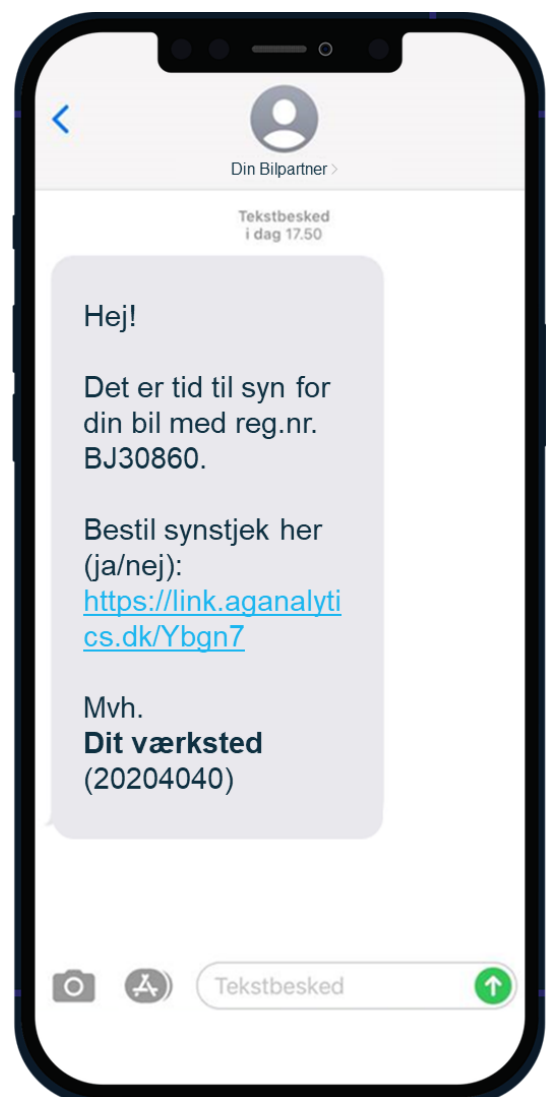 Din Bilpartner
Tekstbesked
i dag 17.50
Hej!
Det er tid til syn for
din bil med reg.nr.
BJ30860.
Bestil synstjek her
(ja/nej):
https://link.aganalyti
cs.dk/Ybgn7
Mvh.
Dit værksted
(20204040)
Tekstbesked